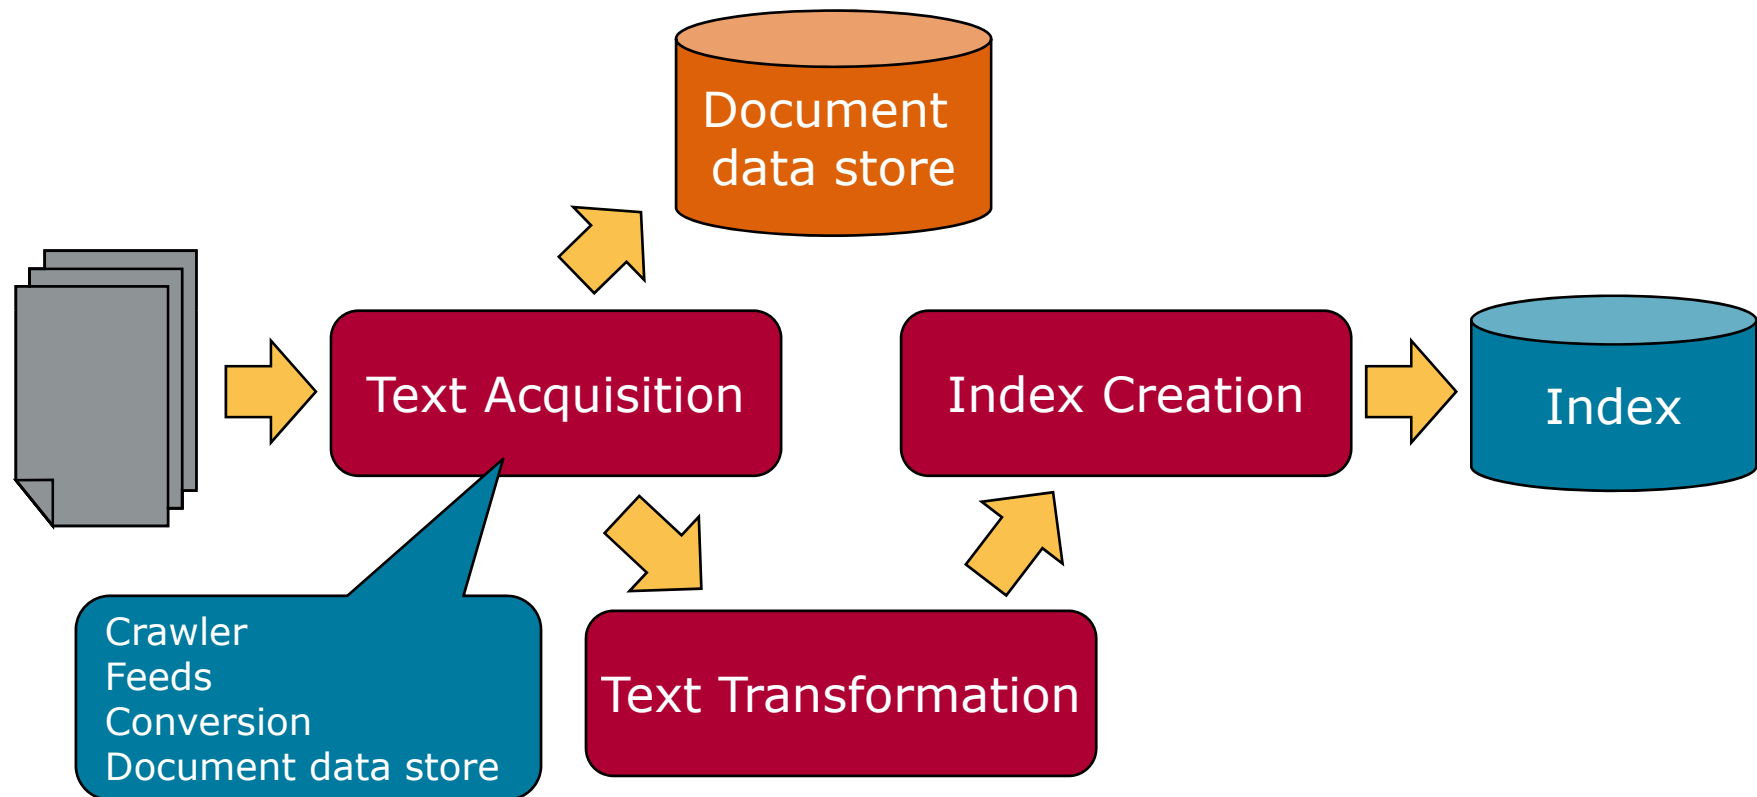 Document
data store
Text Acquisition
Index Creation
Index
Crawler
Feeds
Conversion
Document data store
Text Transformation